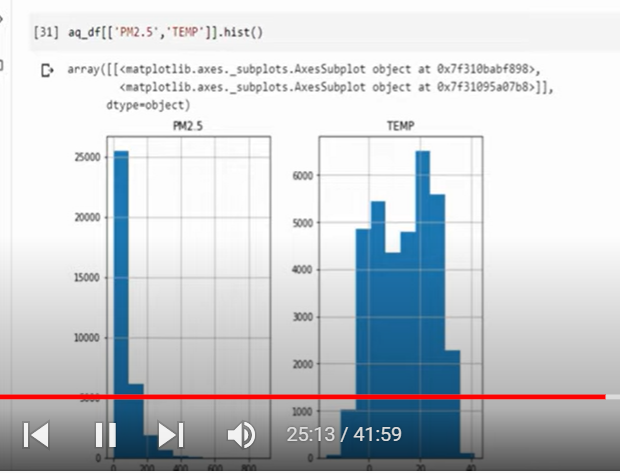 [31] aq_df[['PM2.5','TEMP']].hist()
array([[<matplotlib.axes._subplots.AxesSubplot object at 0x7f310babf898>,
<matplotlib.axes._subplots.AxesSubplot object at 0x7f31095a07b8>]],
dtype=object)
PM2.5
25000
20000
15000
10000
5000
0 200 400 600 800
TEMP
6000
5000
4000
3000
2000
1000
0
0 20 40
25:13 / 41:59